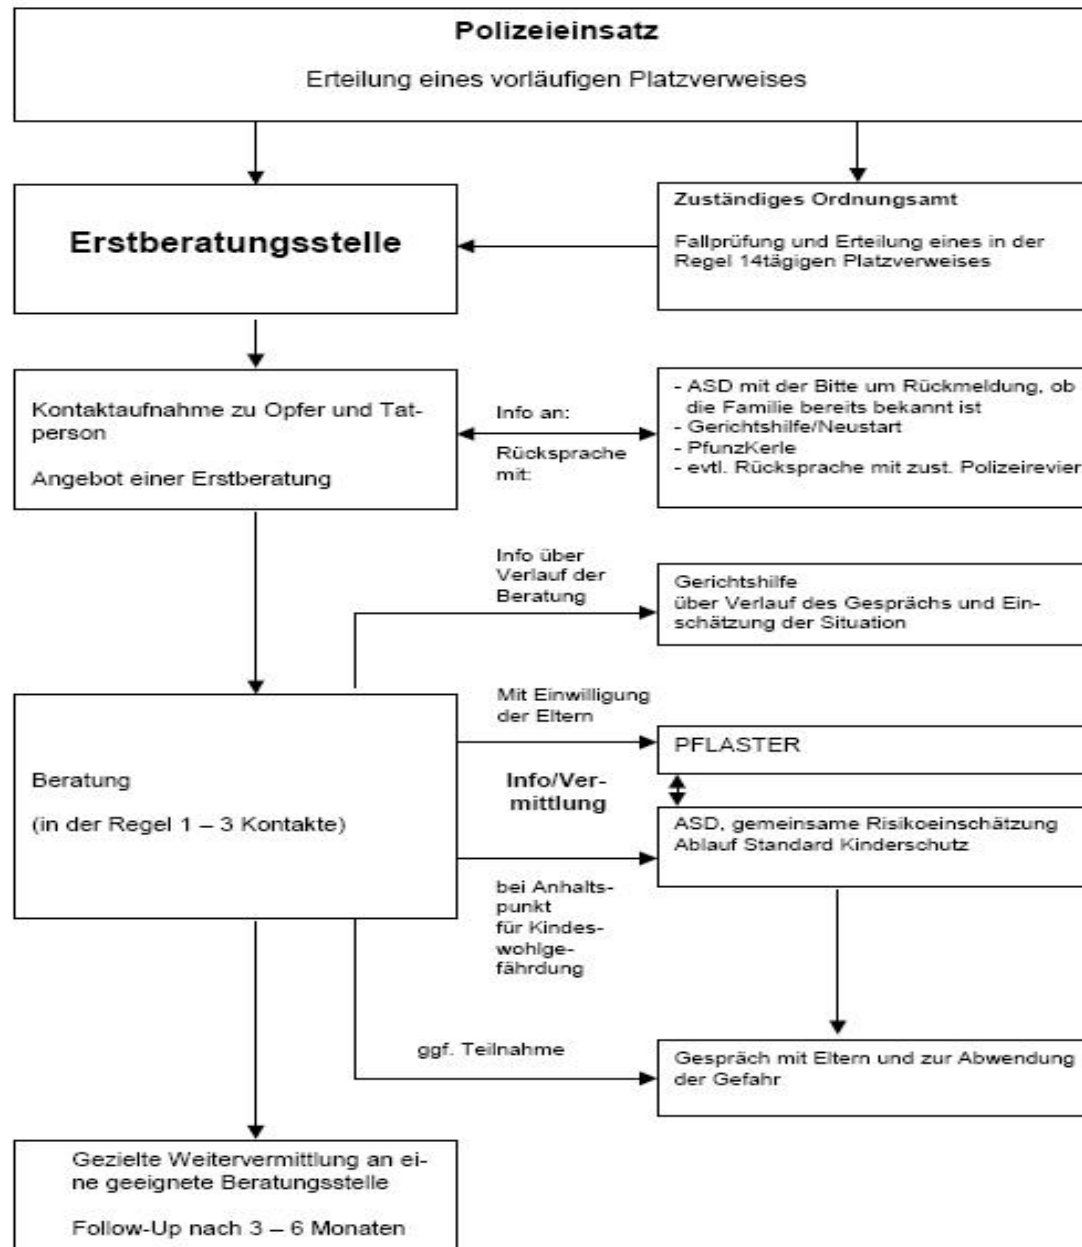 Polizeieinsatz
Erteilung eines vorläufigen Platzverweises
Erstberatungsstelle
Zuständiges Ordnungsamt
Fallprüfung und Erteilung eines in der
Regel 14tägigen Platzverweises
Kontaktaufnahme zu Opfer und Tat-
person
Angebot einer Erstberatung
Info an:
Rücksprache
mit:
- ASD mit der Bitte um Rückmeldung, ob
die Familie bereits bekannt ist
- Gerichtshilfe/Neustart
- PfunzKerle
- evtl. Rücksprache mit zust. Polizeirevier
Info über
Verlauf der
Beratung
Gerichtshilfe
über Verlauf des Gesprächs und Ein-
schätzung der Situation
Beratung
(in der Regel 1 – 3 Kontakte)
Mit Einwilligung
der Eltern
PFLASTER
Info/Ver-
mittlung
ASD, gemeinsame Risikoeinschätzung
Ablauf Standard Kinderschutz
bei Anhalts-
punkt
für Kindes-
wohlge-
fährdung
ggf. Teilnahme
Gespräch mit Eltern und zur Abwendung
der Gefahr
Gezielte Weitervermittlung an ei-
ne geeignete Beratungsstelle
Follow-Up nach 3 – 6 Monaten